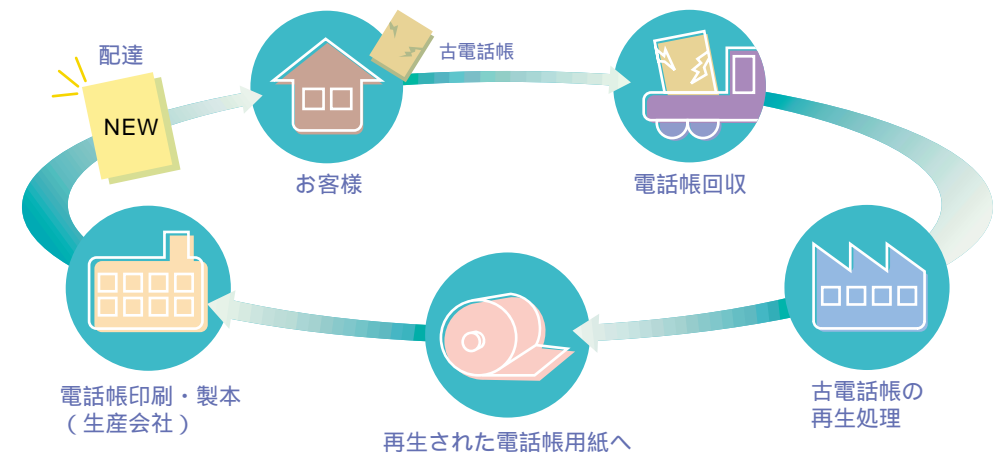 配達
NEW
お客様
古電話帳
電話帳回収
古電話帳の
再生処理
再生された電話帳用紙へ
電話帳印刷・製本
(生産会社)